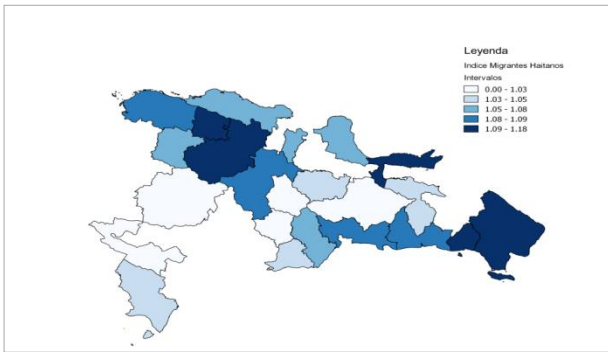 Leyenda
Indice Migrantes Haitanos
Intervalos
0.00 - 1.03
1.03 - 1.05
1.05 - 1.08
1.08 - 1.09
1.09 - 1.18